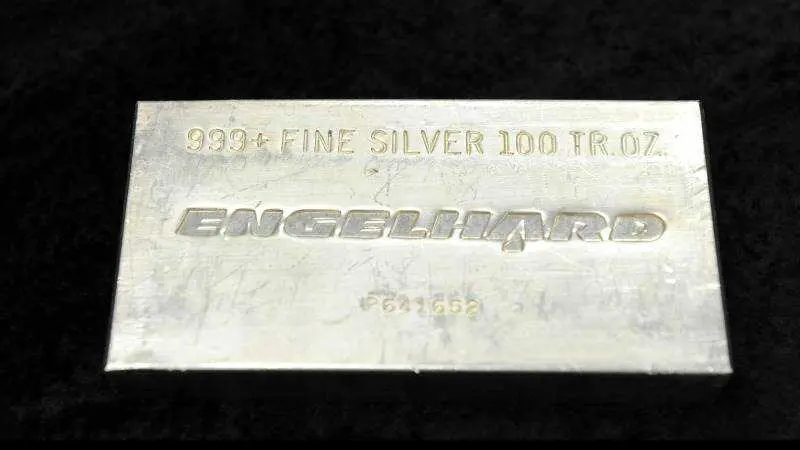 999+ FINE SILVER 100 TR.OZ.
ENGELHARD
P641652